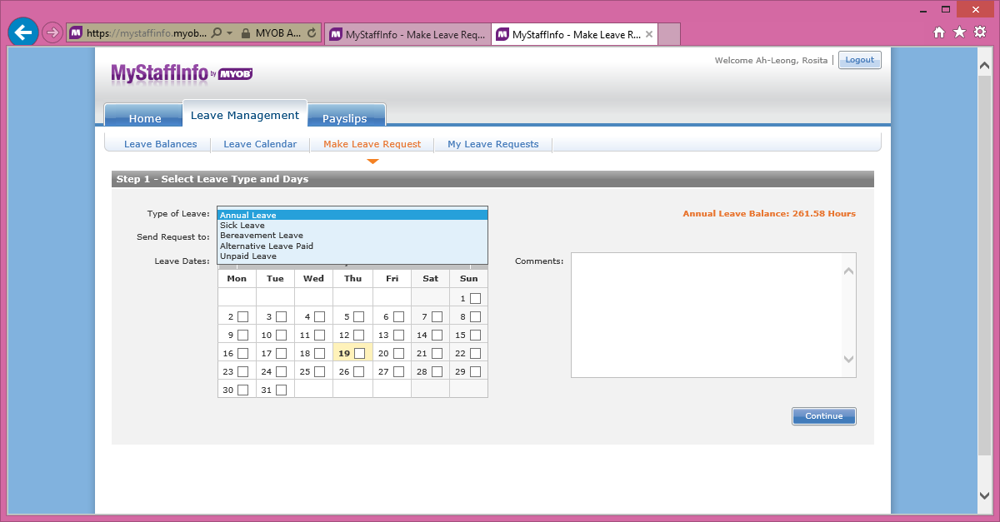 https://mystaffinfo.myob... MYOB A... MyStaffInfo - Make Leave Req... MyStaffInfo - Make Leave R...
MyStaffInfo by MYOB
Welcome Ah-Leong, Rosita | Logout
Home Leave Management Payslips
Leave Balances Leave Calendar Make Leave Request My Leave Requests
Step 1 - Select Leave Type and Days
Type of Leave: Annual Leave Balance: 261.58 Hours
Annual Leave
Sick Leave
Send Request to: Bereavement Leave
Alternative Leave Paid
Unpaid Leave
Leave Dates: Comments:
Mon Tue Wed Thu Fri Sat Sun
1
2 3 4 5 6 7 8
9 10 11 12 13 14 15
16 17 18 19 20 21 22
23 24 25 26 27 28 29
30 31
Continue